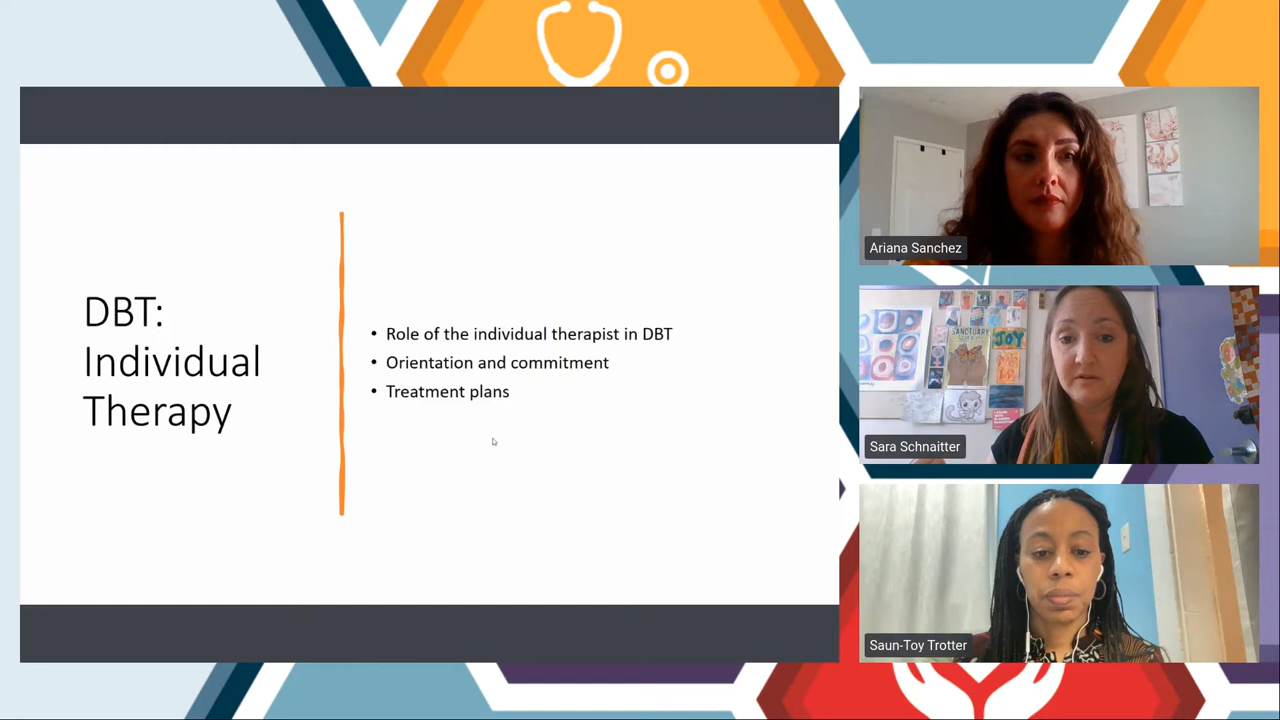 DBT:
Individual
Therapy
• Role of the individual therapist in DBT
• Orientation and commitment
• Treatment plans
Ariana Sanchez
SANCTUARY
JOY
Sara Schnaitter
Saun-Toy Trotter